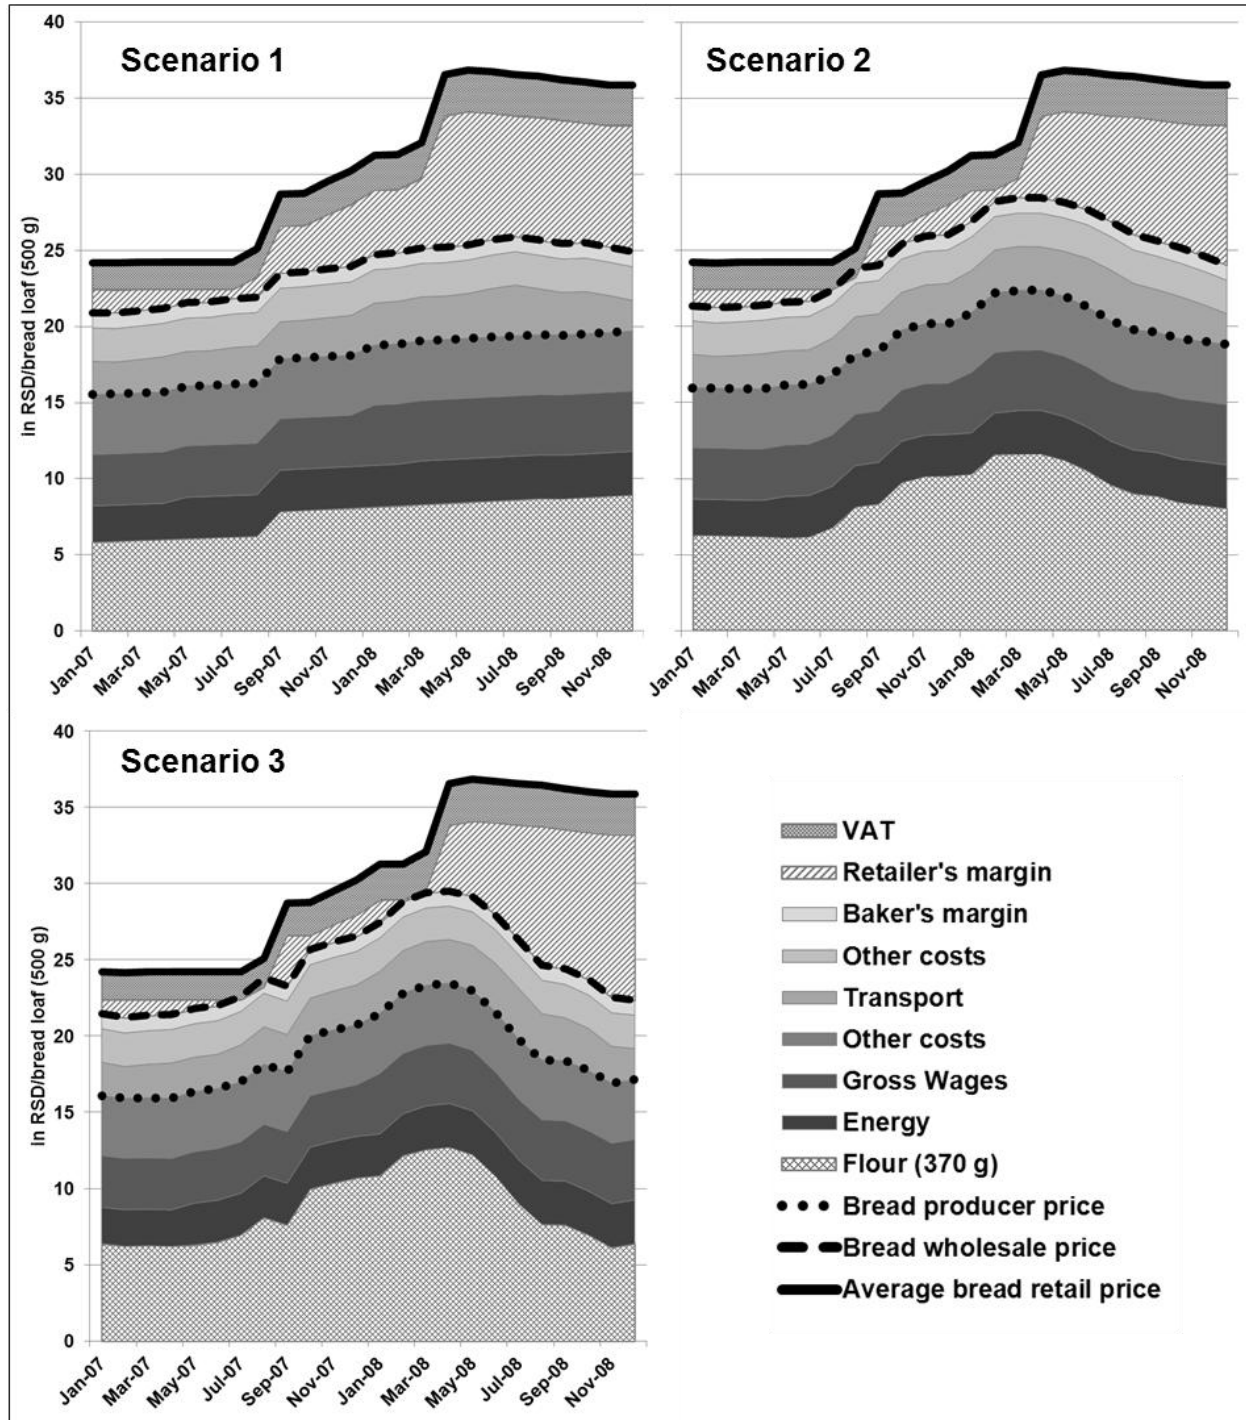 Scenario 1
40
35
30
25
20
15
10
5
0
in RSD/bread loaf (500 g)
Jan-07
Mar-07
May-07
Jul-07
Sep-07
Nov-07
Jan-08
Mar-08
May-08
Jul-08
Sep-08
Nov-08
Scenario 2
Jan-07
Mar-07
May-07
Jul-07
Sep-07
Nov-07
Jan-08
Mar-08
May-08
Jul-08
Sep-08
Nov-08
Scenario 3
40
35
30
25
20
15
10
5
0
in RSD/bread loaf (500 g)
Jan-07
Mar-07
May-07
Jul-07
Sep-07
Nov-07
Jan-08
Mar-08
May-08
Jul-08
Sep-08
Nov-08
VAT
Retailer's margin
Baker's margin
Other costs
Transport
Other costs
Gross Wages
Energy
Flour (370 g)
Bread producer price
Bread wholesale price
Average bread retail price